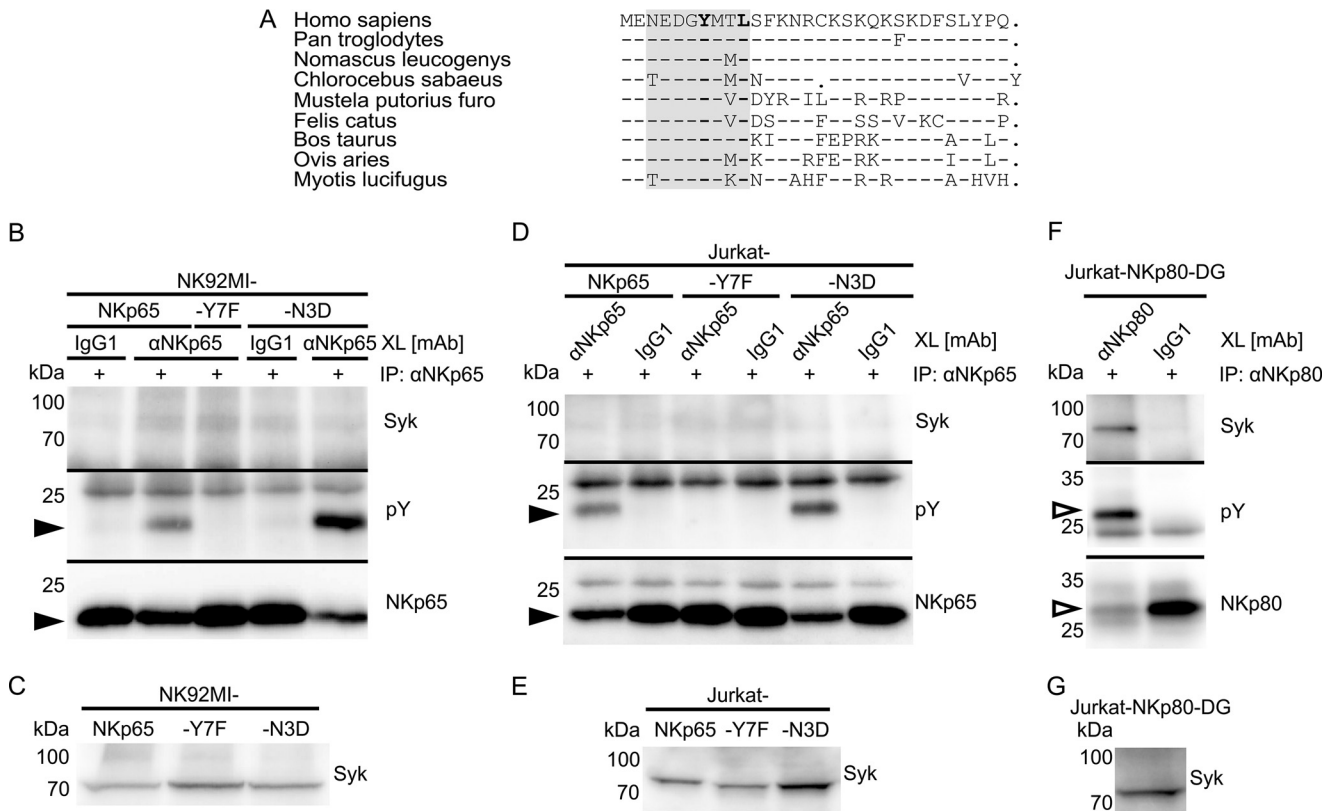 A
Homo sapiens MENEDGYMTLSFKNRCKSKQKSKDFSLYPQ.
Pan troglodytes ---------------------F--------.
Nomascus leucogenys --------M---------------------.
Chlorocebus sabaeus --T-----M-N----.----------V---Y
Mustela putorius furo --------V-DYR-IL--R-RP------R.
Felis catus --------V-DS--F--SS-V-KC----P.
Bos taurus ----------KI---FEPRK-----A--L-.
Ovis aries --------M-K---RFE-RK-----I--L-.
Myotis lucifugus --T-----K-N--AHF--R-R----A-HVH.
B
NK92MI-
NKp65 -Y7F -N3D
IgG1 αNKp65 IgG1 αNKp65 XL [mAb]
kDa + + + + + IP: αNKp65
100
70
Syk
25
pY
25
NKp65
C
NK92MI-
kDa NKp65 -Y7F -N3D
100
70
Syk
D
Jurkat-
NKp65 -Y7F -N3D
αNKp65 IgG1 αNKp65 IgG1 αNKp65 IgG1 XL [mAb]
kDa + + + + + + IP: αNKp65
100
70
Syk
25
pY
25
NKp65
E
Jurkat-
kDa NKp65 -Y7F -N3D
100
70
Syk
F
Jurkat-NKp80-DG
αNKp80 IgG1 XL [mAb]
kDa + + IP: αNKp80
100
70
Syk
35
25
pY
35
25
NKp80
G
Jurkat-NKp80-DG
kDa
100
70
Syk